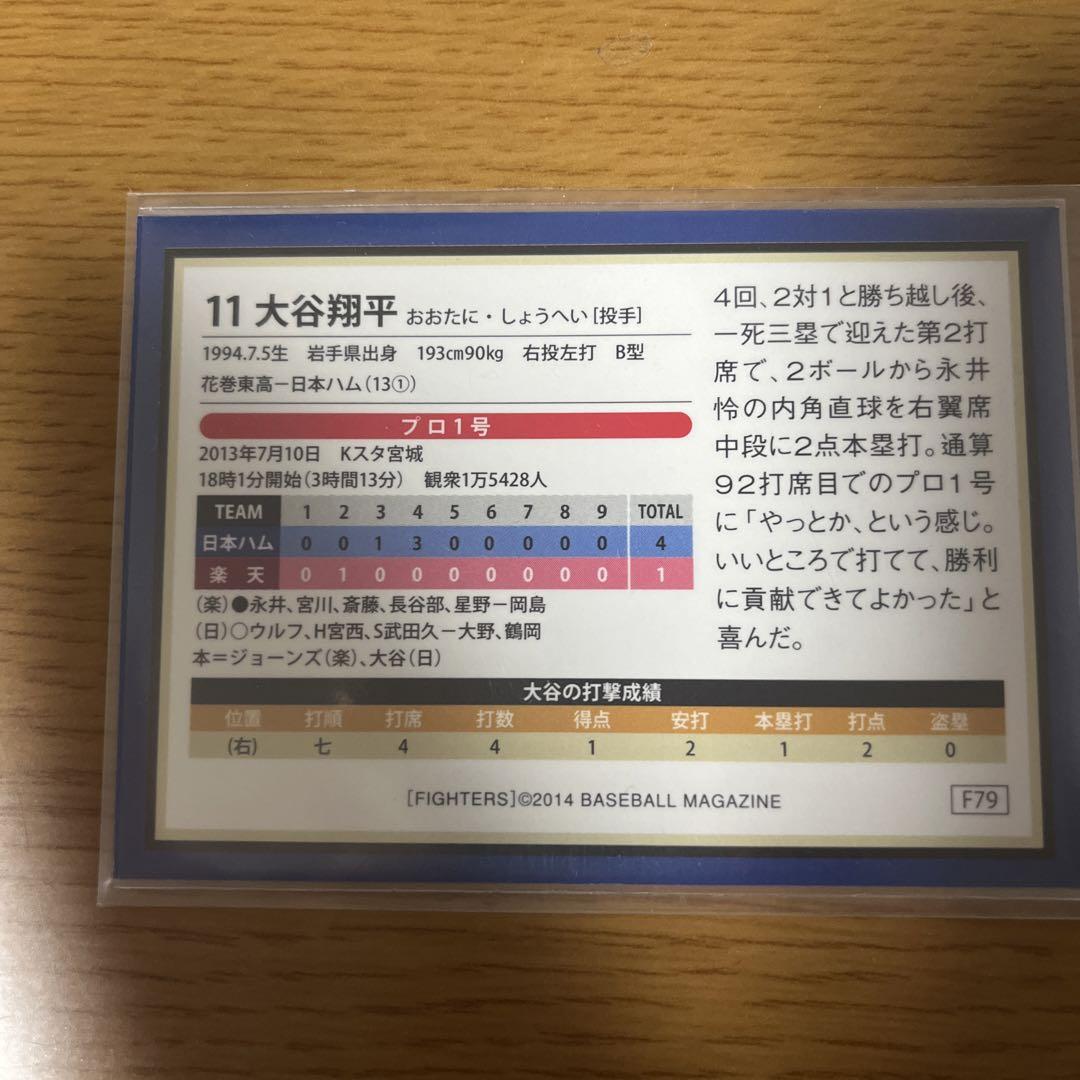 11 大谷翔平 おおたに・しょうへい[投手]
1994.7.5生 岩手県出身 193cm90kg 右投左打 B型
花巻東高－日本ハム(13①)
プロ1号
2013年7月10日 Kスタ宮城
18時1分開始(3時間13分) 観衆1万5428人
TEAM 1 2 3 4 5 6 7 8 9 TOTAL
日本ハム 0 0 1 3 0 0 0 0 0 4
楽天 0 1 0 0 0 0 0 0 0 1
(楽)●永井、宮川、斎藤、長谷部、星野－岡島
(日)○ウルフ、H宮西、S武田久－大野、鶴岡
本＝ジョーンズ(楽)、大谷(日)
4回、2対1と勝ち越し後、
一死三塁で迎えた第2打
席で、2ボールから永井
怜の内角直球を右翼席
中段に2点本塁打。通算
92打席目でのプロ1号
に「やっとか、という感じ。
いいところで打てて、勝利
に貢献できてよかった」と
喜んだ。
大谷の打撃成績
位置 打順 打席 打数 得点 安打 本塁打 打点 盗塁
(右) 七 4 4 1 2 1 2 0
[FIGHTERS]©2014 BASEBALL MAGAZINE
F79